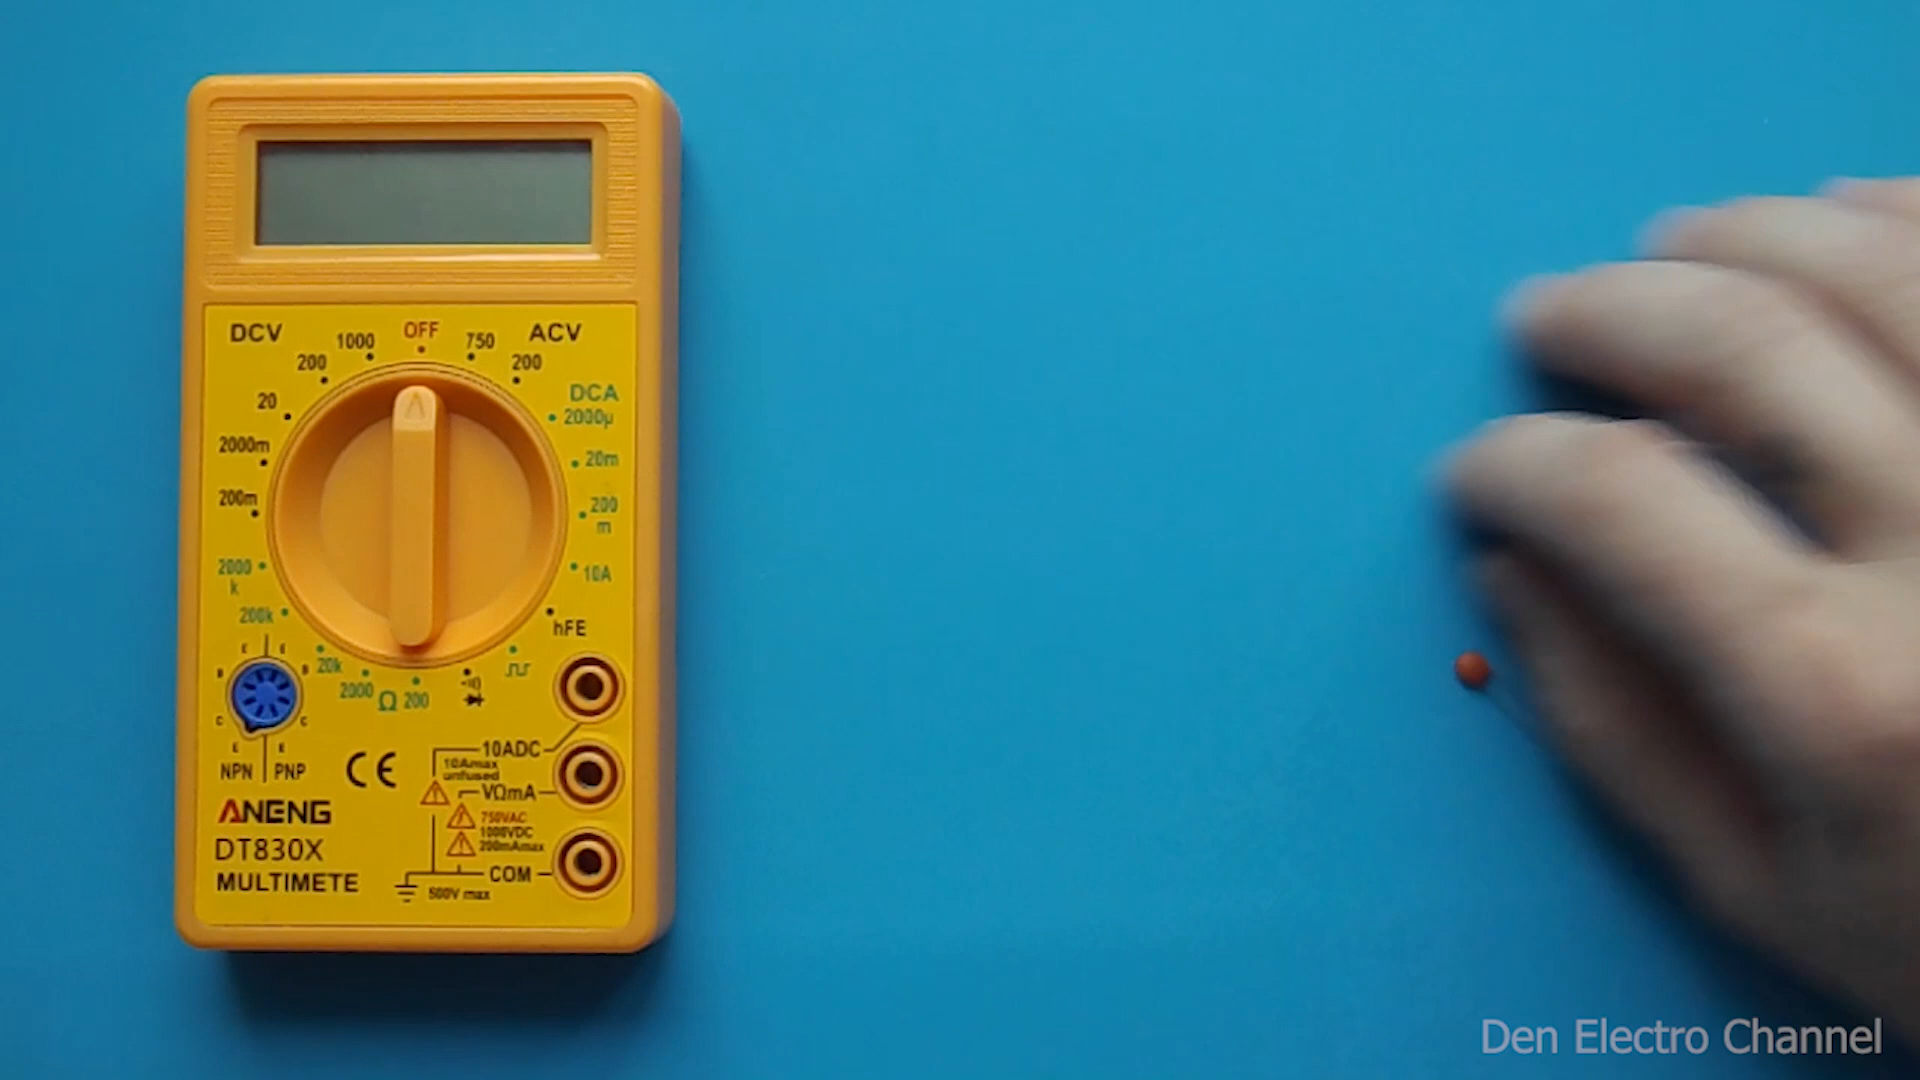 DCV
OFF
ACV
1000
750
200
200
DCA
20
2000µ
2000m
20m
200m
200
m
2000
k
10A
200k
hFE
E E
B B
20k
2000 Ω 200
C C
E E
NPN PNP
CE
10ADC
10Amax
unfused
VΩmA
ANENG
750VAC
1000VDC
200mAmax
DT830X
MULTIMETE
COM
500V max
Den Electro Channel